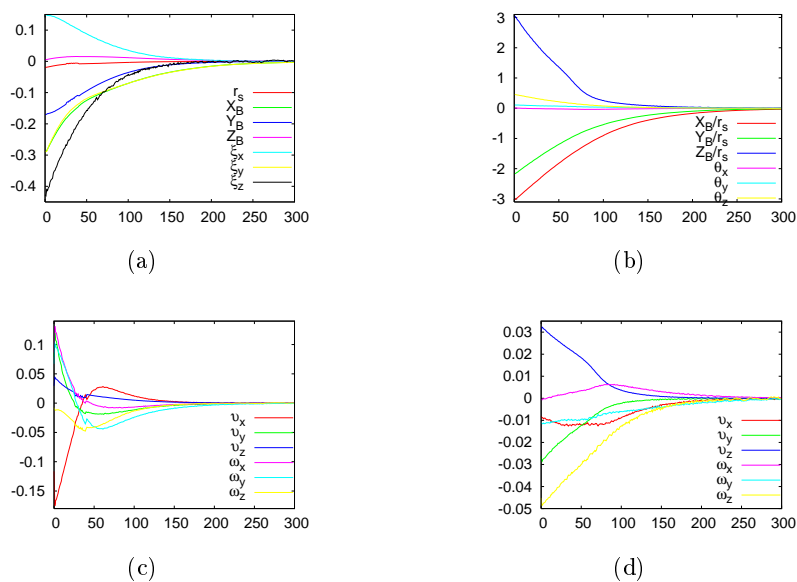 0.1
0
-0.1
-0.2
-0.3
-0.4
0 50 100 150 200 250 300
r_s
X_B
Y_B
Z_B
ξ_x
ξ_y
ξ_z
(a)
3
2
1
0
-1
-2
-3
0 50 100 150 200 250 300
X_B/r_s
Y_B/r_s
Z_B/r_s
θ_x
θ_y
θ_z
(b)
0.1
0.05
0
-0.05
-0.1
-0.15
0 50 100 150 200 250 300
υ_x
υ_y
υ_z
ω_x
ω_y
ω_z
(c)
0.03
0.02
0.01
0
-0.01
-0.02
-0.03
-0.04
-0.05
0 50 100 150 200 250 300
υ_x
υ_y
υ_z
ω_x
ω_y
ω_z
(d)